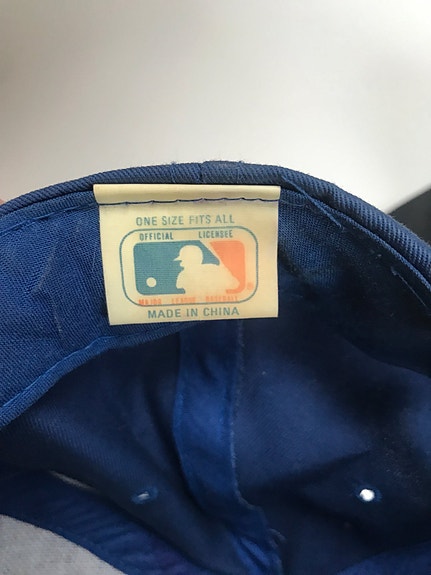 ONE SIZE FITS ALL
OFFICIAL LICENSEE
MAJOR LEAGUE BASEBALL
MADE IN CHINA